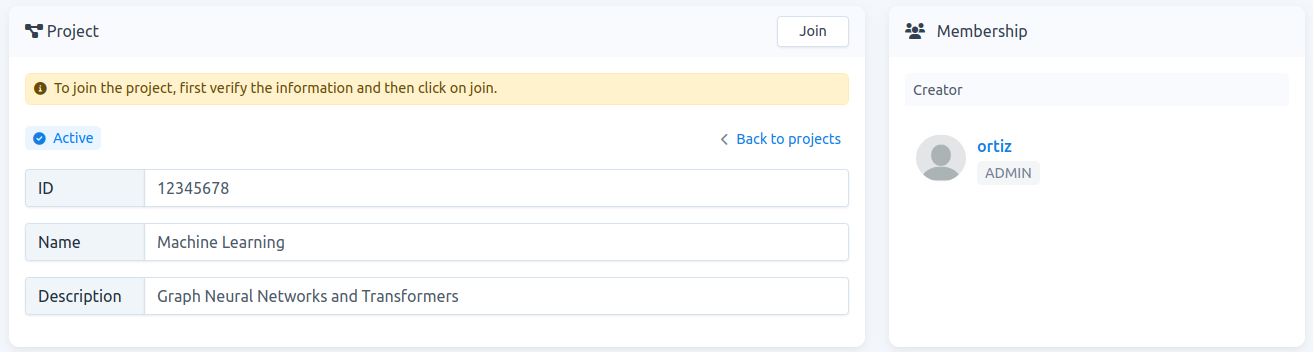 Project
Join
To join the project, first verify the information and then click on join.
Active
Back to projects
ID
12345678
Name
Machine Learning
Description
Graph Neural Networks and Transformers
Membership
Creator
ortiz
ADMIN